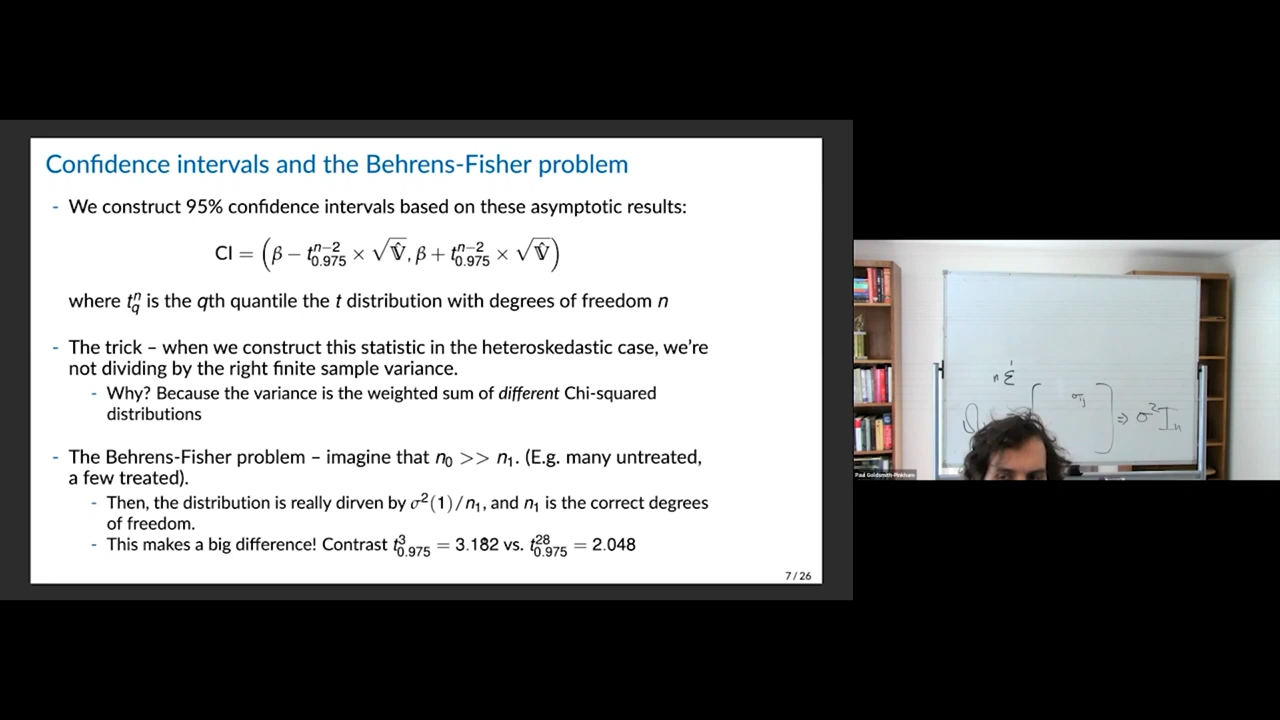 Confidence intervals and the Behrens-Fisher problem
- We construct 95% confidence intervals based on these asymptotic results:
CI = (β − t^{n−2}_{0.975} × √V̂, β + t^{n−2}_{0.975} × √V̂)
where t^n_q is the qth quantile the t distribution with degrees of freedom n
- The trick – when we construct this statistic in the heteroskedastic case, we're
not dividing by the right finite sample variance.
- Why? Because the variance is the weighted sum of different Chi-squared
distributions
- The Behrens-Fisher problem – imagine that n₀ >> n₁. (E.g. many untreated,
a few treated).
- Then, the distribution is really dirven by σ²(1)/n₁, and n₁ is the correct degrees
of freedom.
- This makes a big difference! Contrast t^3_{0.975} = 3.182 vs. t^{28}_{0.975} = 2.048
7 / 26
⇒ σ² I_n
Paul Goldsmith-Pinkham